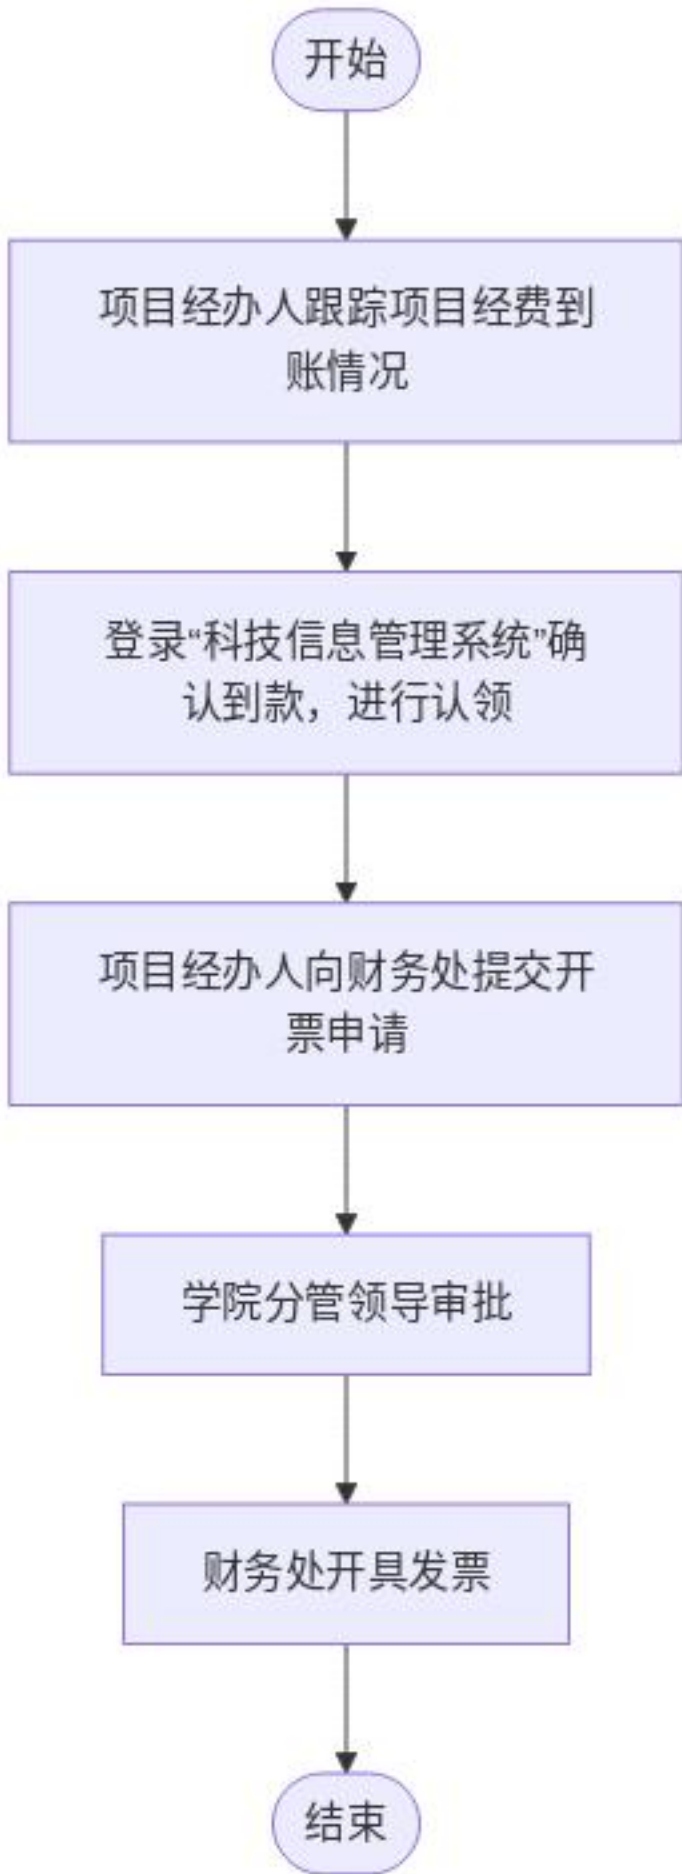 开始
项目经办人跟踪项目经费到
账情况
登录“科技信息管理系统”确
认到款，进行认领
项目经办人向财务处提交开
票申请
学院分管领导审批
财务处开具发票
结束